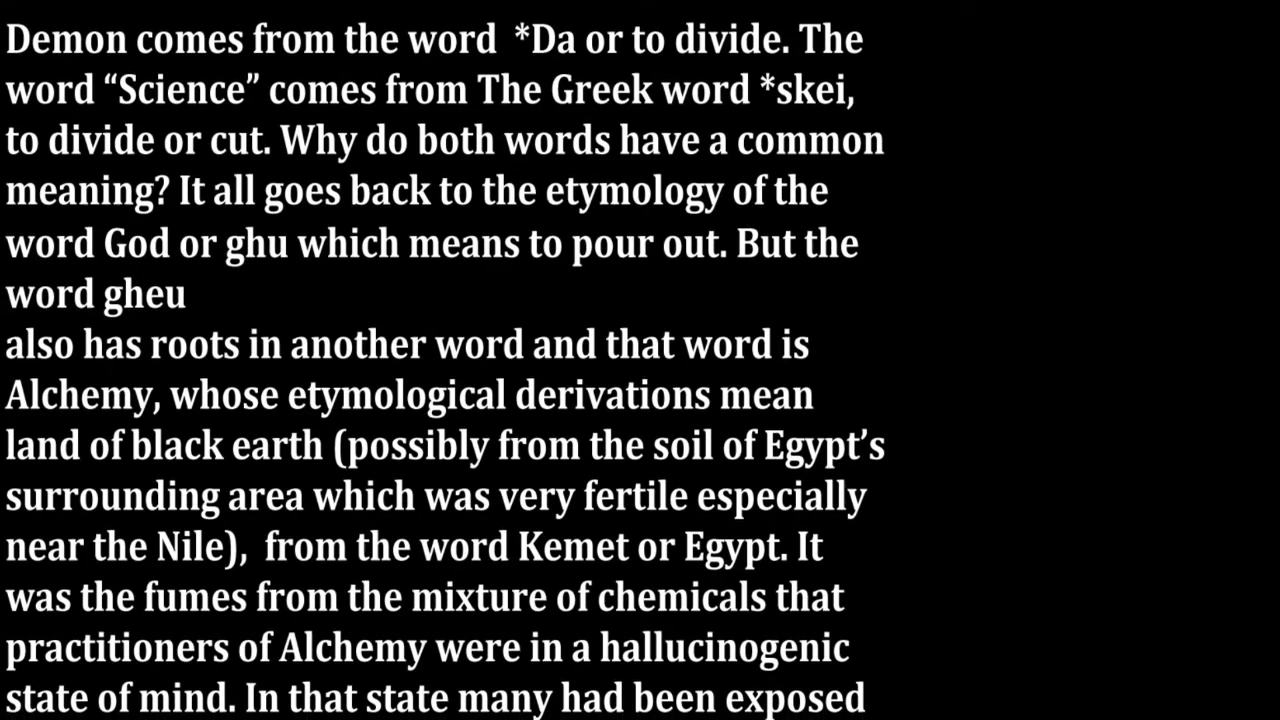 Demon comes from the word  *Da or to divide. The
word “Science” comes from The Greek word *skei,
to divide or cut. Why do both words have a common
meaning? It all goes back to the etymology of the
word God or ghu which means to pour out. But the
word gheu
also has roots in another word and that word is
Alchemy, whose etymological derivations mean
land of black earth (possibly from the soil of Egypt’s
surrounding area which was very fertile especially
near the Nile),  from the word Kemet or Egypt. It
was the fumes from the mixture of chemicals that
practitioners of Alchemy were in a hallucinogenic
state of mind. In that state many had been exposed